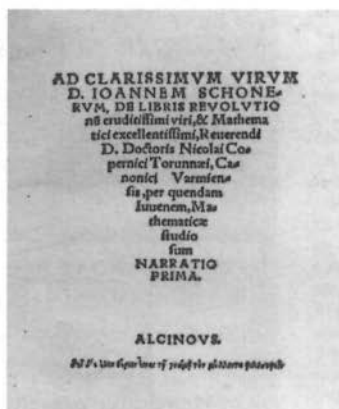 AD CLARISSIMVM VIRVM
D. IOANNEM SCHONE-
RVM, DE LIBRIS REVOLVTIO
nũ eruditiſſimi viri, & Mathema
tici excellentiſſimi, Reuerendi
D. Doctoris Nicolai Co-
pernici Torunnæi, Ca-
nonici Varmien-
ſis, per quendam
Iuuenem, Ma-
thematicæ
ſtudio
ſum
NARRATIO
PRIMA.
ALCINOVS.